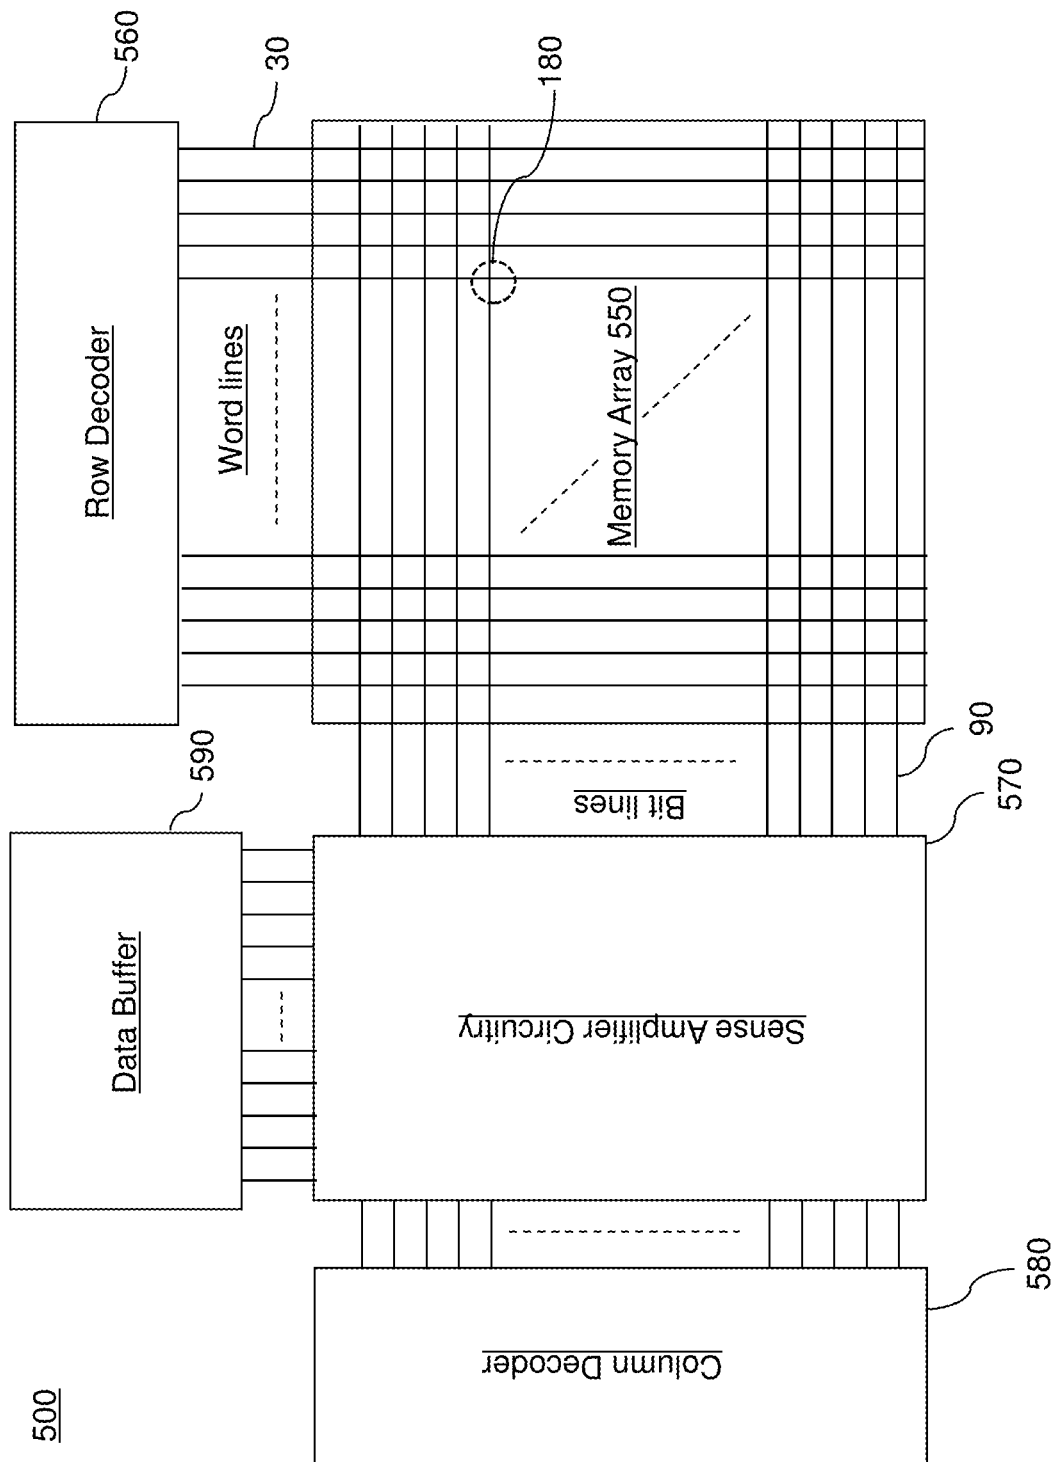 500
Row Decoder
560
Word lines
30
180
Memory Array 550
Bit lines
90
Data Buffer
590
Sense Amplifier Circuitry
570
Column Decoder
580